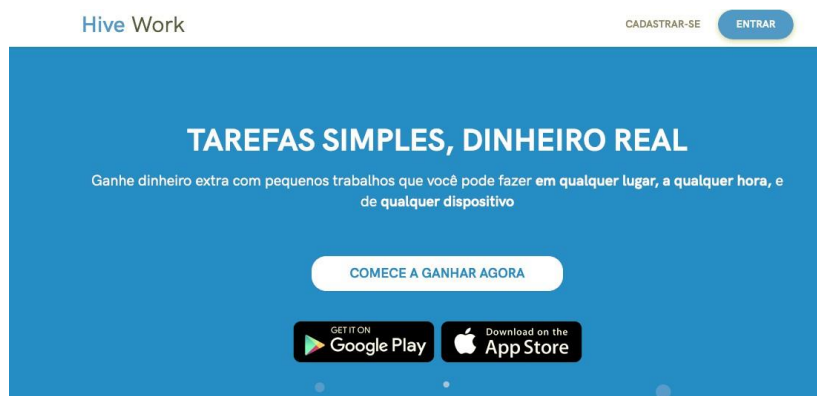 Hive Work
CADASTRAR-SE
ENTRAR
TAREFAS SIMPLES, DINHEIRO REAL
Ganhe dinheiro extra com pequenos trabalhos que você pode fazer em qualquer lugar, a qualquer hora, e
de qualquer dispositivo
COMECE A GANHAR AGORA
GET IT ON
Google Play
Download on the
App Store